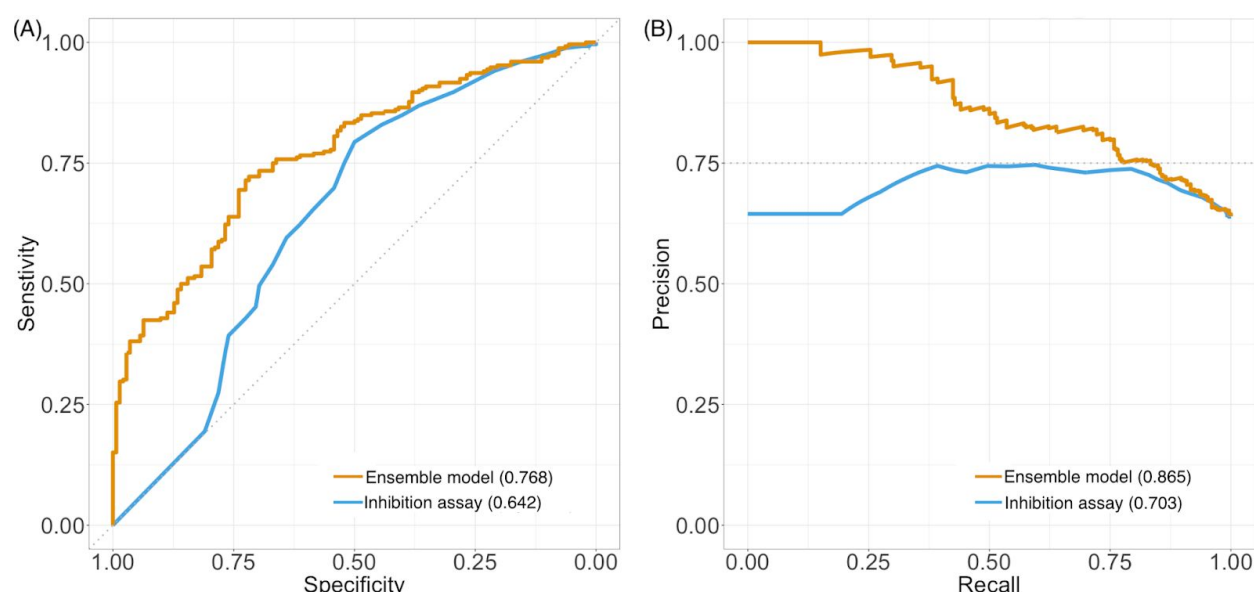 (A)
1.00
0.75
0.50
0.25
0.00
Senstivity
Ensemble model (0.768)
Inhibition assay (0.642)
1.00 0.75 0.50 0.25 0.00
Specificity
(B)
1.00
0.75
0.50
0.25
0.00
Precision
Ensemble model (0.865)
Inhibition assay (0.703)
0.00 0.25 0.50 0.75 1.00
Recall